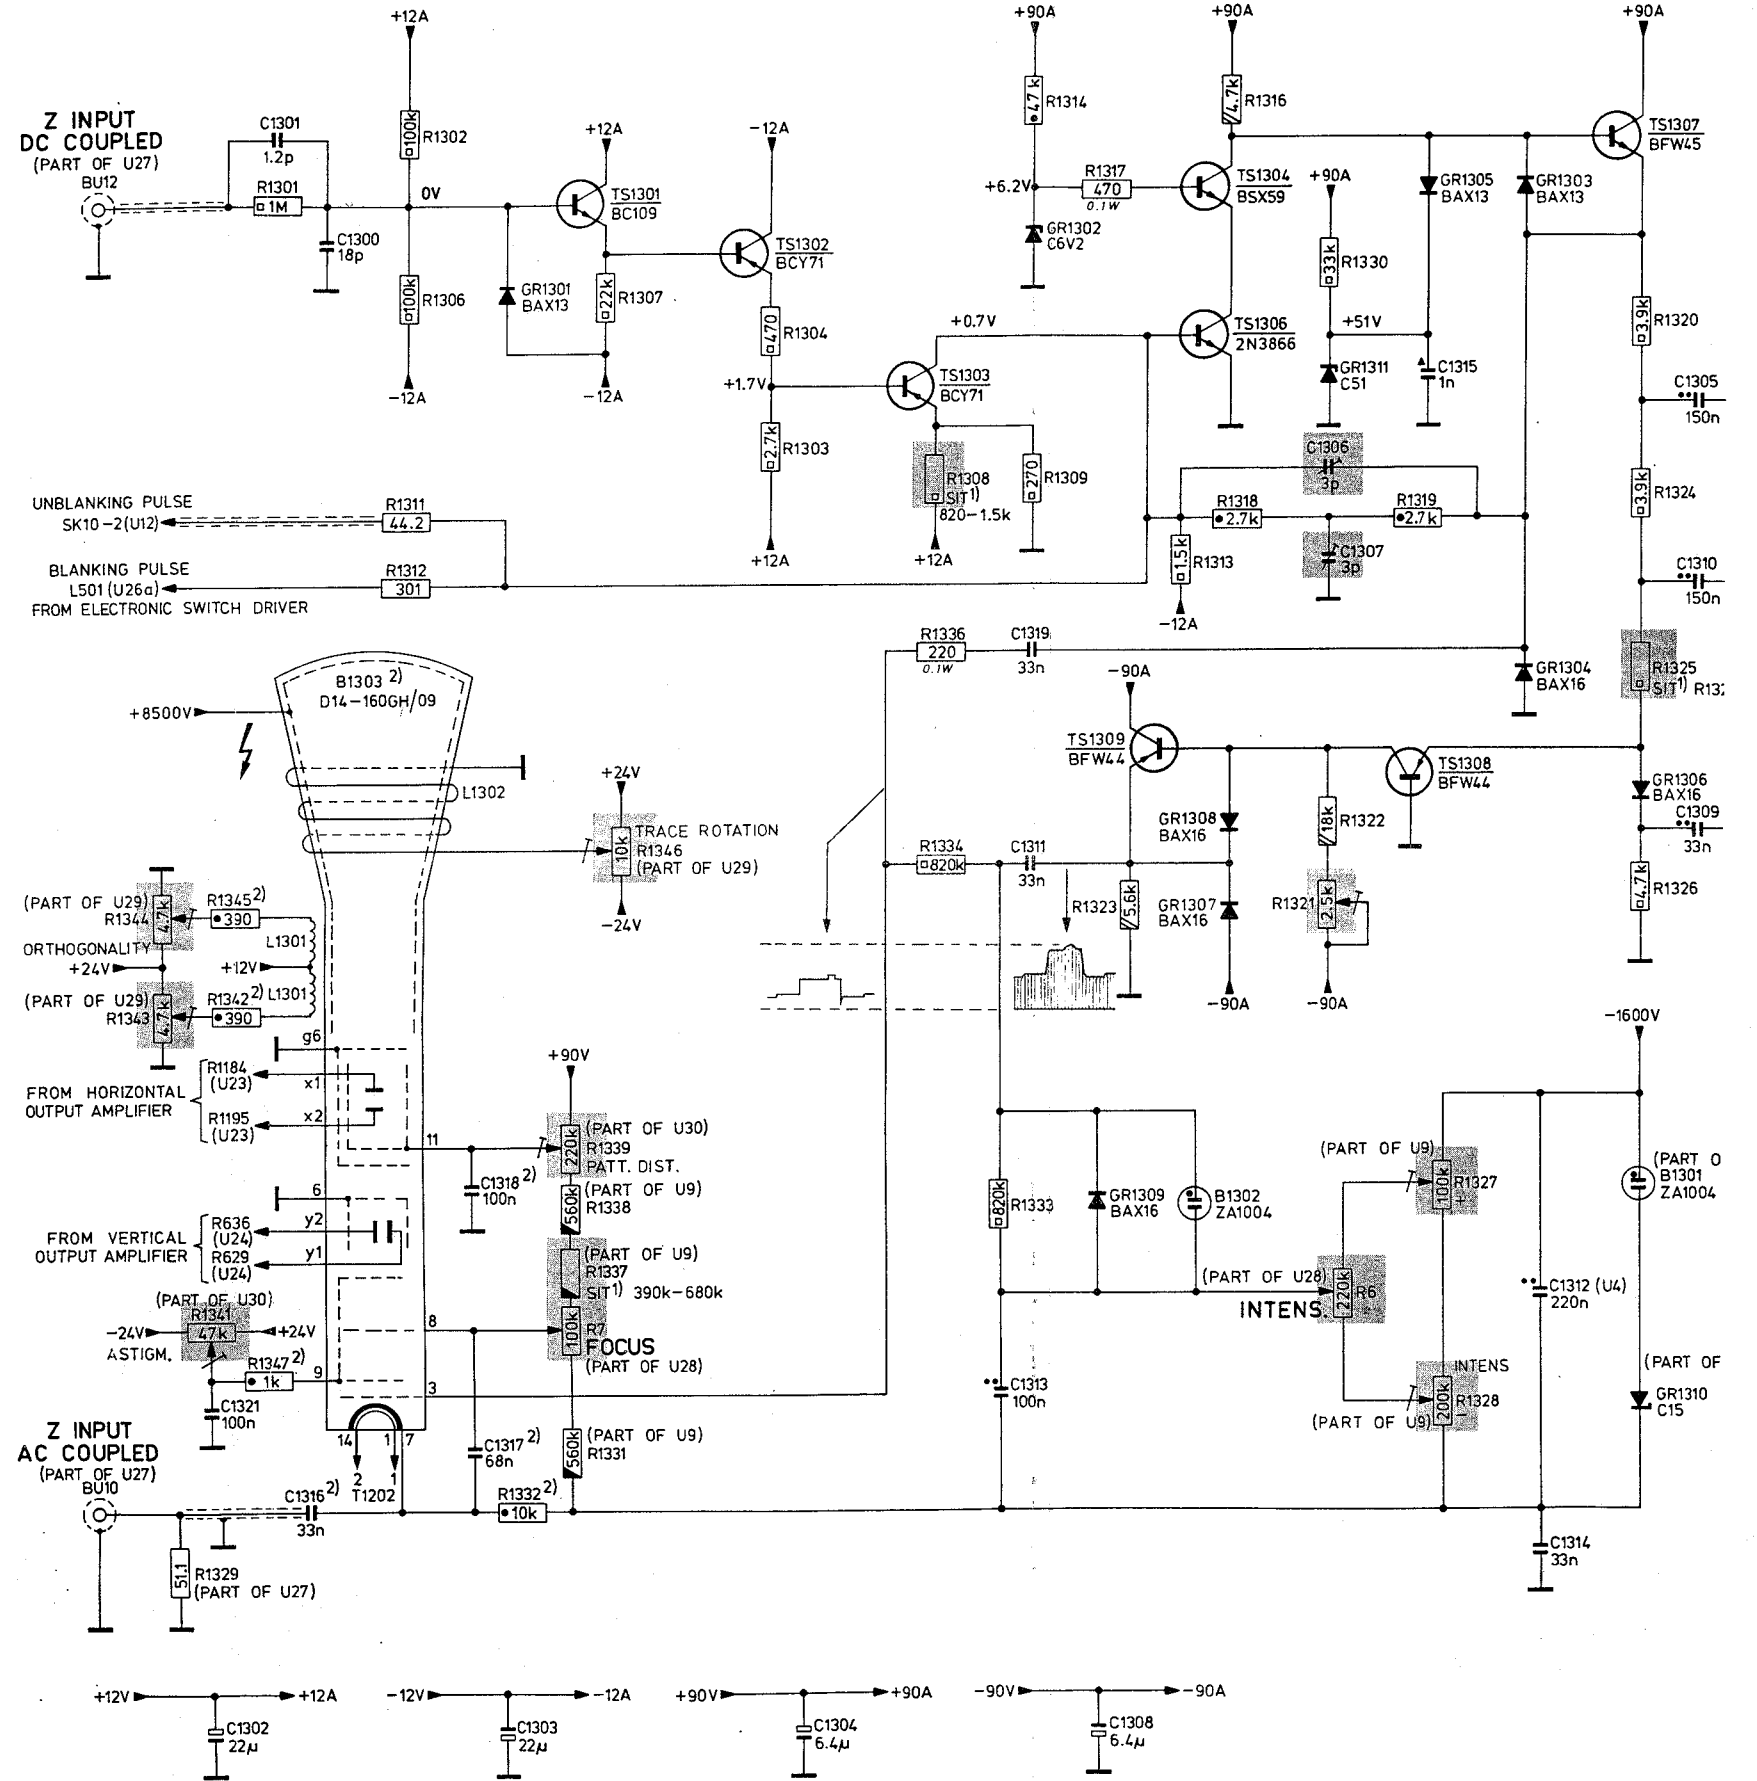 +12A
+90A
+90A
+90A
Z INPUT
DC COUPLED
(PART OF U27)
BU12
C1301
1.2p
R1301
1M
C1300
18p
100k
R1302
0V
100k
R1306
-12A
GR1301
BAX13
+12A
TS1301
BC109
22k
R1307
-12A
-12A
TS1302
BCY71
470
R1304
+1.7V
2.7k
R1303
+12A
47k
R1314
+6.2V
R1317
470
0.1W
GR1302
C6V2
4.7k
R1316
TS1304
BSX59
+0.7V
TS1306
2N3866
TS1303
BCY71
R1308
SIT1)
820-1.5k
+12A
270
R1309
+90A
33k
R1330
+51V
GR1311
C51
C1315
1n
GR1305
BAX13
GR1303
BAX13
TS1307
BFW45
3.9k
R1320
C1305
150n
3.9k
R1324
C1310
150n
C1306
3p
R1318
2.7k
R1319
2.7k
C1307
3p
1.5k
R1313
-12A
UNBLANKING PULSE
SK10-2(U12)
R1311
44.2
BLANKING PULSE
L501(U26a)
FROM ELECTRONIC SWITCH DRIVER
R1312
301
R1336
220
0.1W
C1319
33n
GR1304
BAX16
R1325
SIT1)
B1303 2)
D14-160GH/09
+8500V
L1302
-90A
TS1309
BFW44
TS1308
BFW44
GR1306
BAX16
C1309
33n
4.7k
R1326
GR1308
BAX16
18k
R1322
+24V
10k
TRACE ROTATION
R1346
(PART OF U29)
-24V
R1334
820k
C1311
33n
R1323
5.6k
GR1307
BAX16
-90A
R1321
2.5k
-90A
(PART OF U29)
R1344
4.7k
R1345 2)
390
L1301
ORTHOGONALITY
+24V
+12V
L1301
(PART OF U29)
R1343
4.7k
R1342 2)
390
g6
R1184
(U23)
x1
FROM HORIZONTAL
OUTPUT AMPLIFIER
R1195
(U23)
x2
11
C1318 2)
100n
+90V
220k
(PART OF U30)
R1339
PATT. DIST.
560k
(PART OF U9)
R1338
(PART OF U9)
R1337
SIT1) 390k-680k
100k
R7
FOCUS
(PART OF U28)
560k
(PART OF U9)
R1331
6
y2
R636
(U24)
FROM VERTICAL
OUTPUT AMPLIFIER
R629
(U24)
y1
(PART OF U30)
R1341
-24V
47k
+24V
ASTIGM.
R1347 2)
1k
8
9
3
C1321
100n
14
1
7
2
1
T1202
C1317 2)
68n
R1332 2)
10k
Z INPUT
AC COUPLED
(PART OF U27)
BU10
C1316 2)
33n
51.1
R1329
(PART OF U27)
820k
R1333
GR1309
BAX16
B1302
ZA1004
C1313
100n
-1600V
(PART OF U9)
100k
R1327
+
(PART OF U28)
INTENS.
220k
R6
INTENS
200k
R1328
-
(PART OF U9)
C1312 (U4)
220n
(PART O
B1301
ZA1004
(PART OF
GR1310
C15
C1314
33n
+12V
+12A
C1302
22µ
-12V
-12A
C1303
22µ
+90V
+90A
C1304
6.4µ
-90V
-90A
C1308
6.4µ